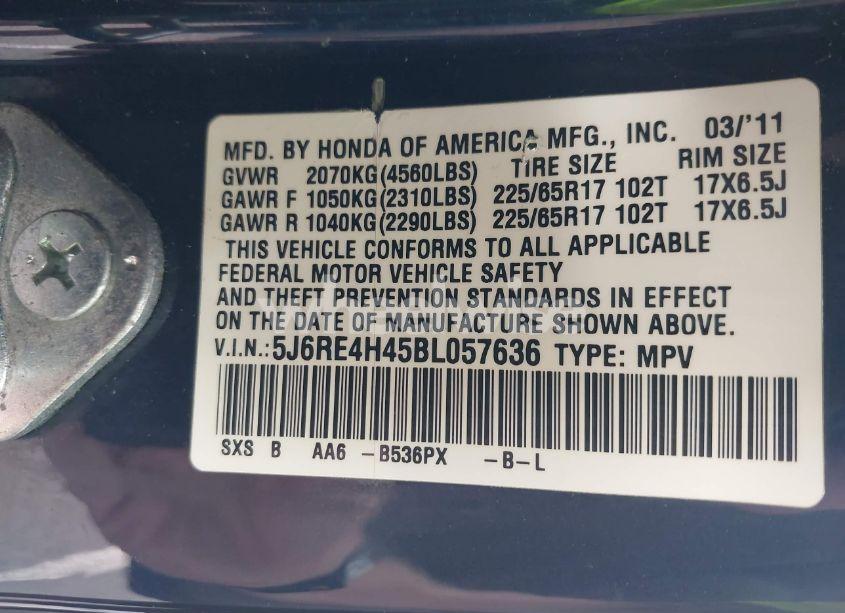 MFD. BY HONDA OF AMERICA MFG., INC. 03/'11
GVWR 2070KG(4560LBS) TIRE SIZE RIM SIZE
GAWR F 1050KG(2310LBS) 225/65R17 102T 17X6.5J
GAWR R 1040KG(2290LBS) 225/65R17 102T 17X6.5J
THIS VEHICLE CONFORMS TO ALL APPLICABLE
FEDERAL MOTOR VEHICLE SAFETY
AND THEFT PREVENTION STANDARDS IN EFFECT
ON THE DATE OF MANUFACTURE SHOWN ABOVE.
V.I.N.: 5J6RE4H45BL057636 TYPE: MPV
SXS B AA6 -B536PX -B-L